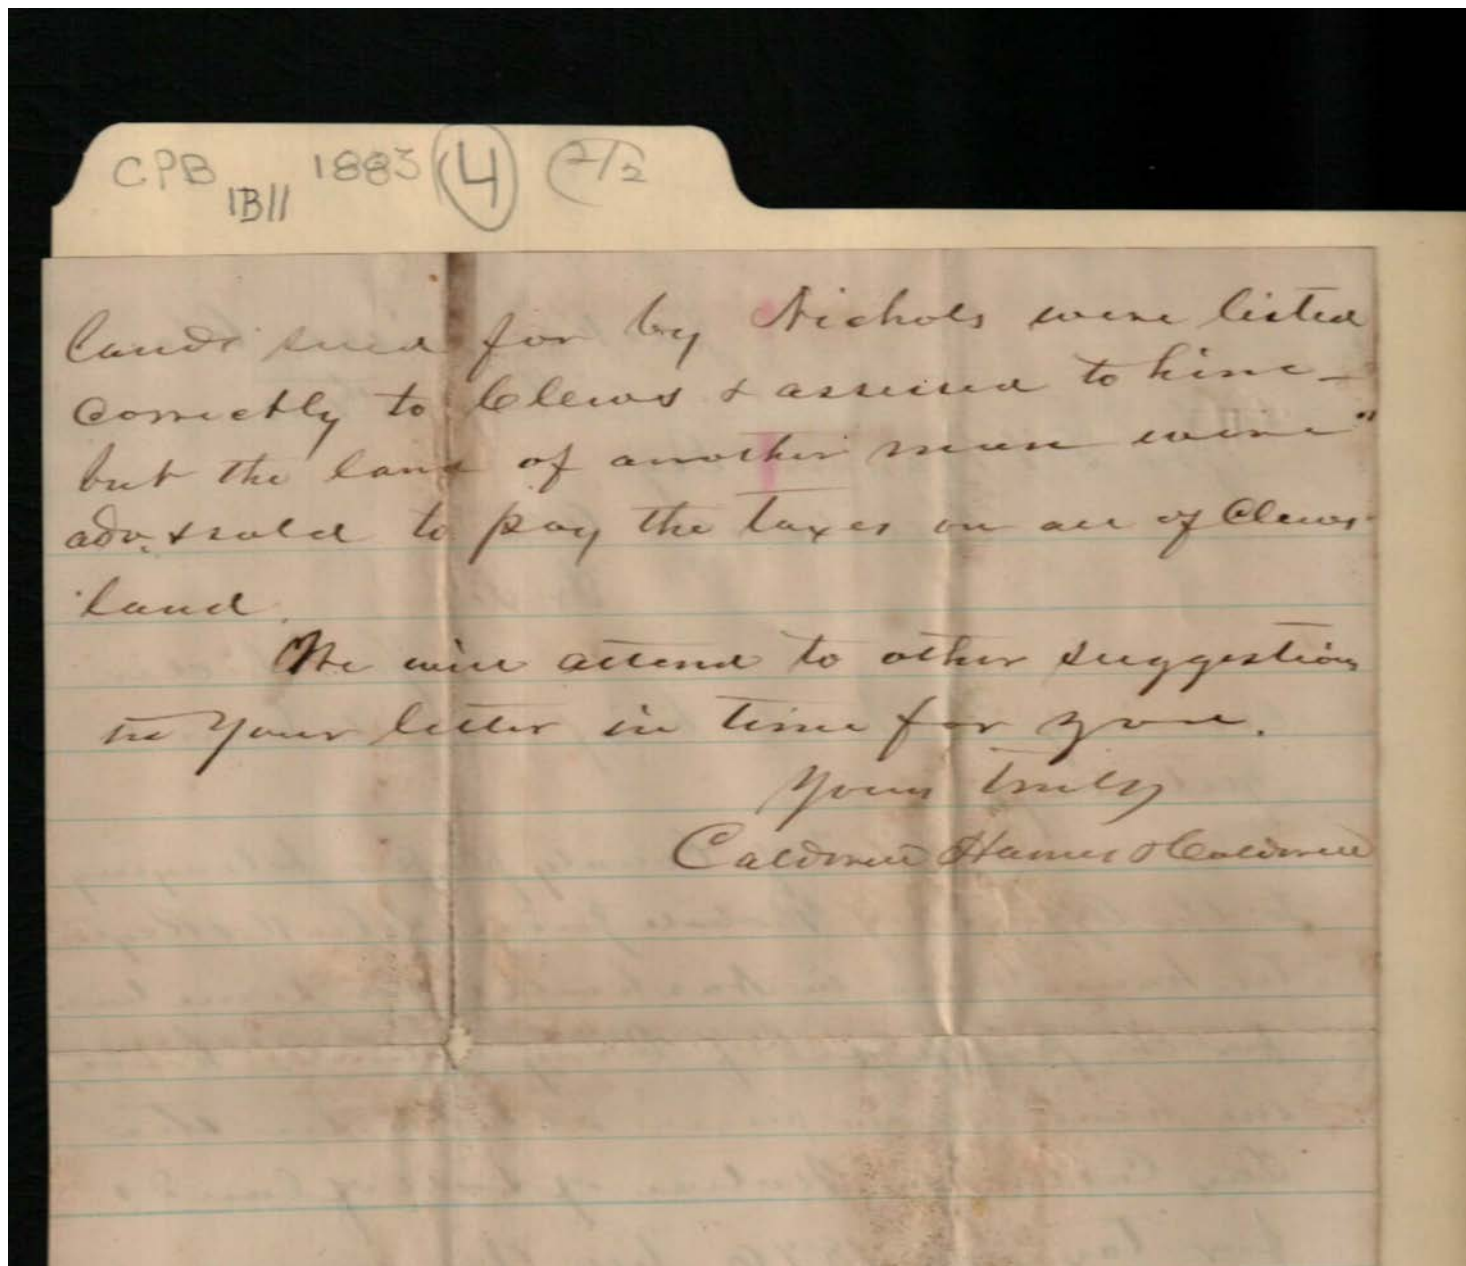 CPB 1883 (4) (2/2)
1B11
lands sued for by Nichols were listed
correctly to Clews & assessed to him -
but the land of another man were
adv. & sold to pay the taxes on all of Clews
land.
We will attend to other suggestions
in your letter in time for you.
Yours truly
Caldwell Hames & Caldwell